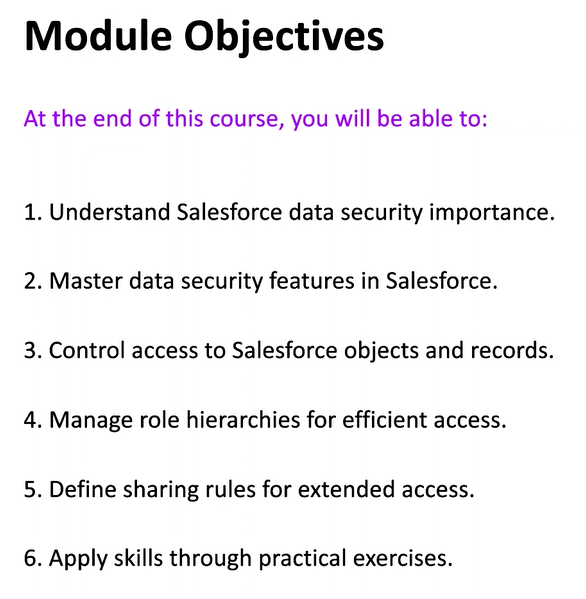 Module Objectives
At the end of this course, you will be able to:
1. Understand Salesforce data security importance.
2. Master data security features in Salesforce.
3. Control access to Salesforce objects and records.
4. Manage role hierarchies for efficient access.
5. Define sharing rules for extended access.
6. Apply skills through practical exercises.